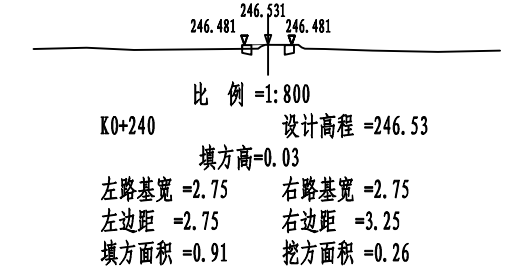 246.531
246.481 246.481
比 例 =1:800
K0+240 设计高程 =246.53
填方高=0.03
左路基宽 =2.75 右路基宽 =2.75
左边距 =2.75 右边距 =3.25
填方面积 =0.91 挖方面积 =0.26